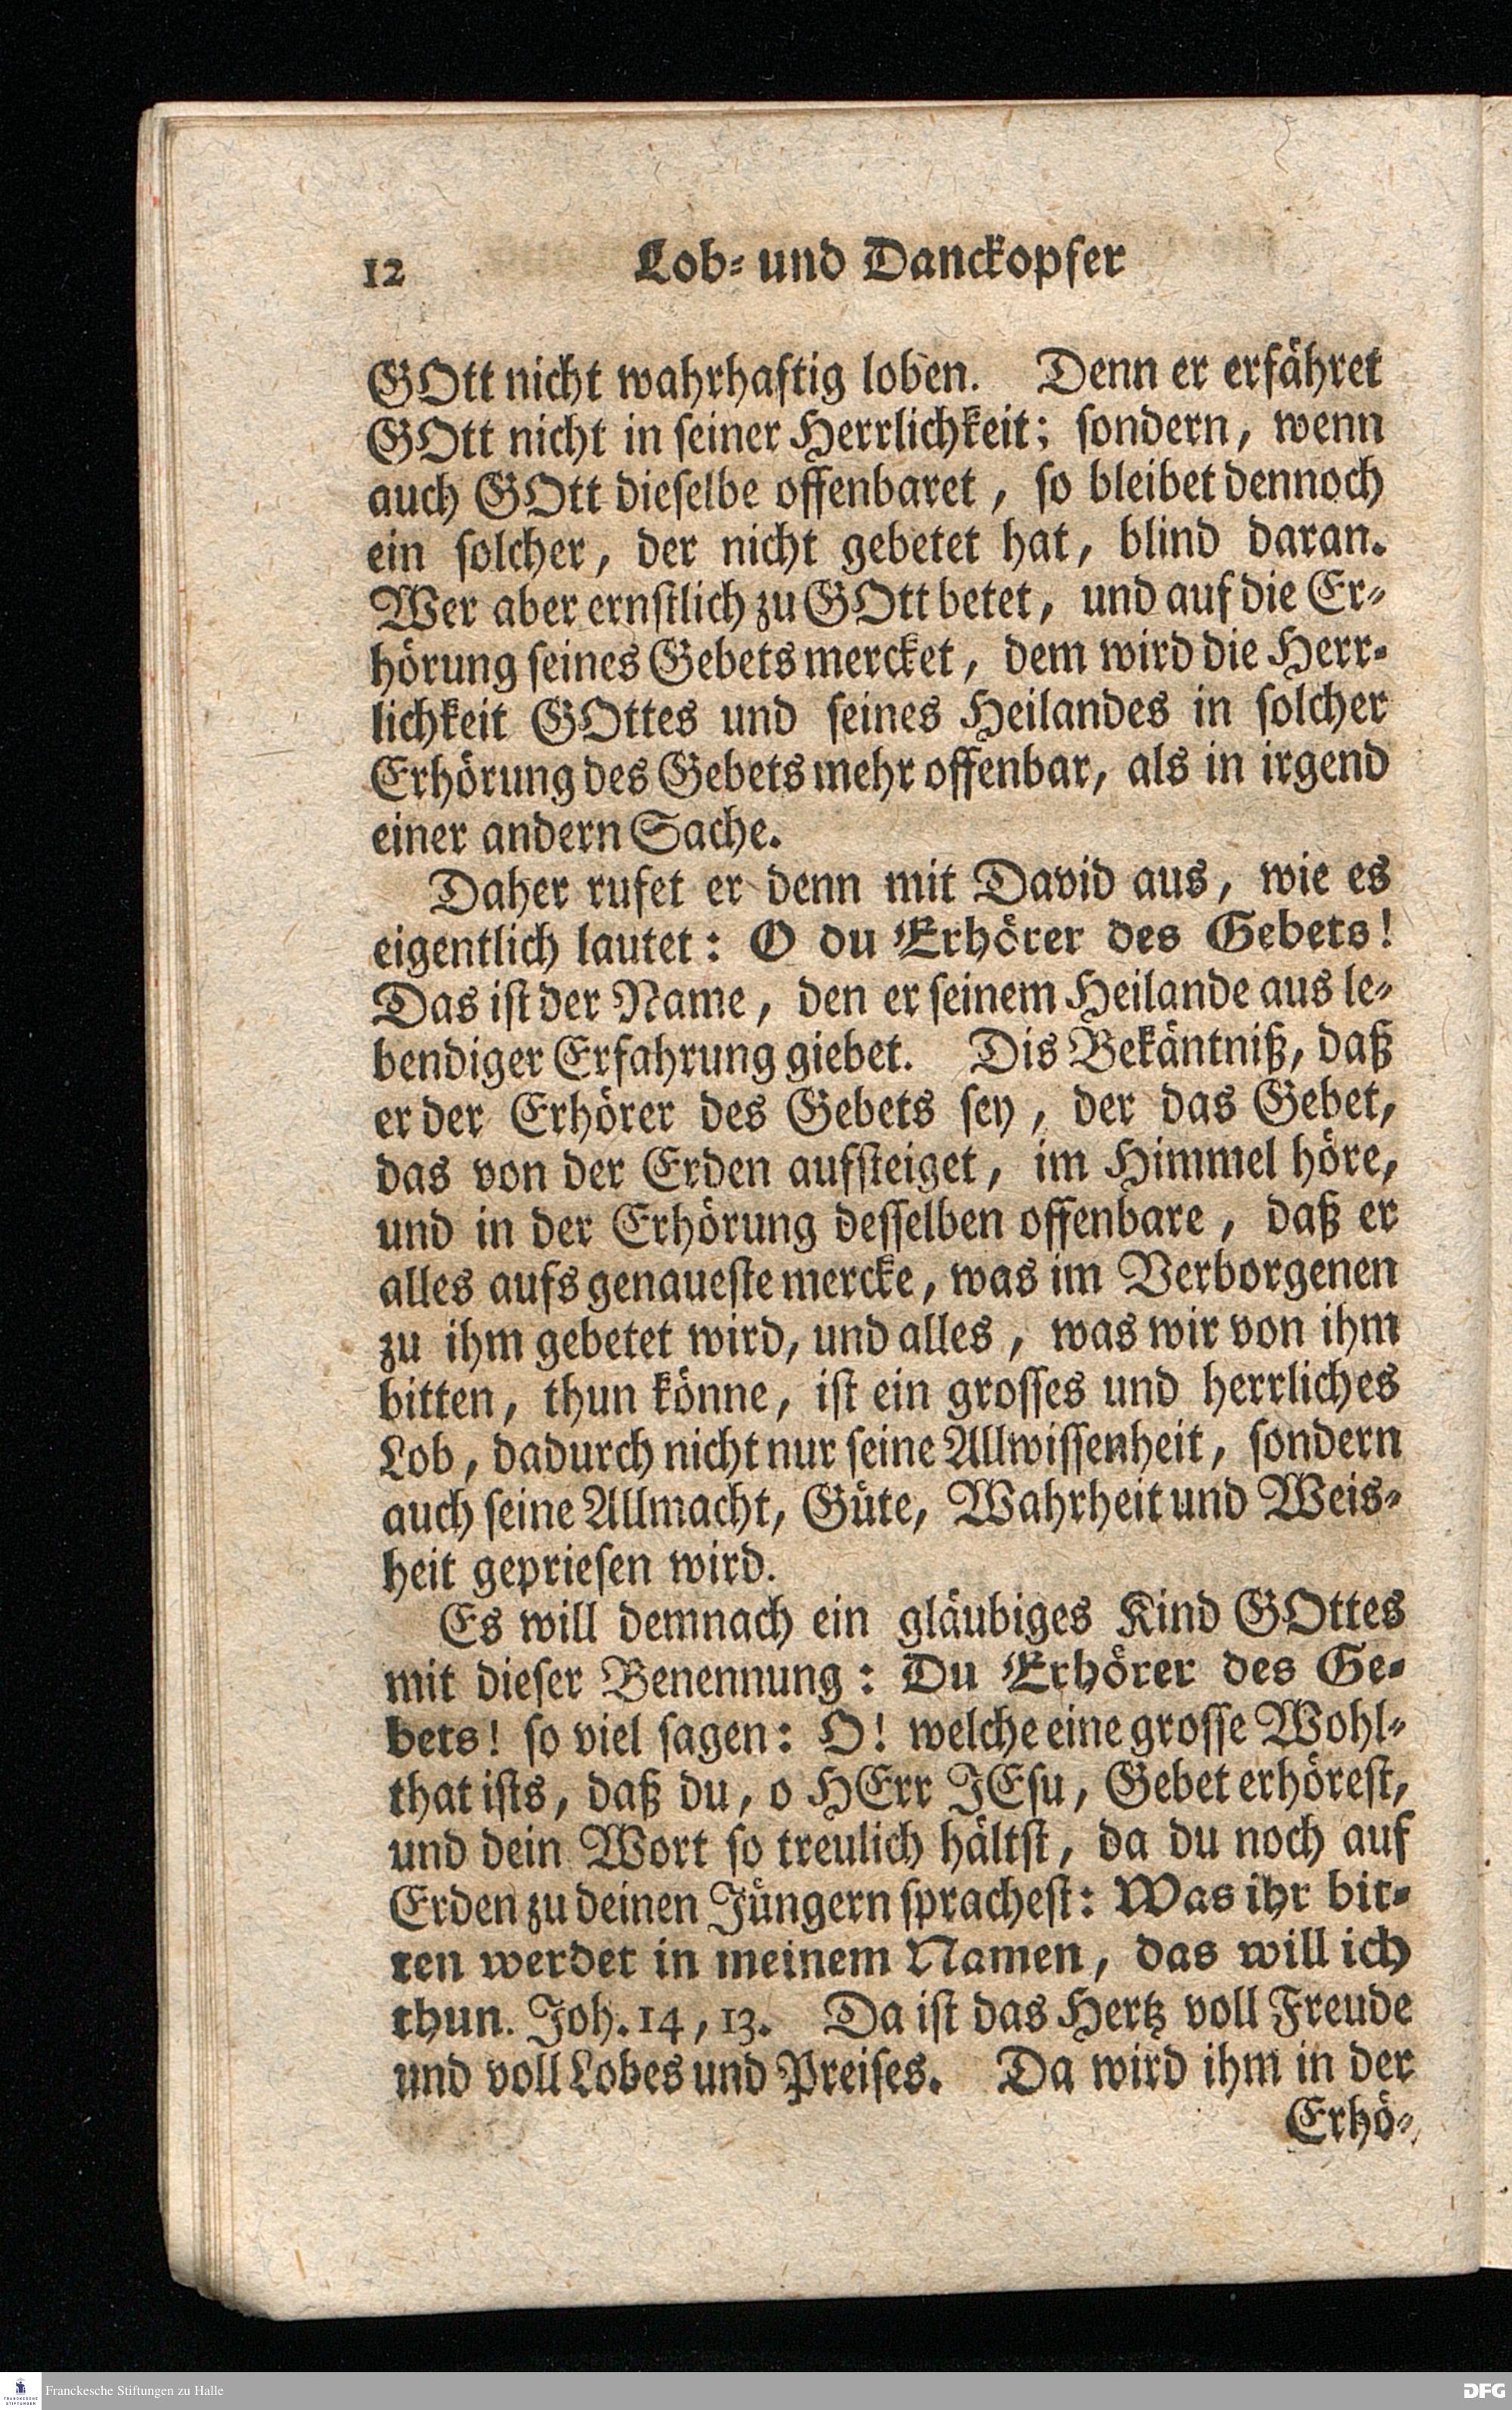 12 Lob- und Danckopfer
GOtt nicht wahrhaftig loben. Denn er erfähret
GOtt nicht in seiner Herrlichkeit; sondern, wenn
auch GOtt dieselbe offenbaret, so bleibet dennoch
ein solcher, der nicht gebetet hat, blind daran.
Wer aber ernstlich zu GOtt betet, und auf die Er-
hörung seines Gebets mercket, dem wird die Herr-
lichkeit GOttes und seines Heilandes in solcher
Erhörung des Gebets mehr offenbar, als in irgend
einer andern Sache.
Daher rufet er denn mit David aus, wie es
eigentlich lautet: O du Erhörer des Gebets!
Das ist der Name, den er seinem Heilande aus le-
bendiger Erfahrung giebet. Dis Bekäntniß, daß
er der Erhörer des Gebets sey, der das Gebet,
das von der Erden aufsteiget, im Himmel höre,
und in der Erhörung desselben offenbare, daß er
alles aufs genaueste mercke, was im Verborgenen
zu ihm gebetet wird, und alles, was wir von ihm
bitten, thun könne, ist ein grosses und herrliches
Lob, dadurch nicht nur seine Allwissenheit, sondern
auch seine Allmacht, Güte, Wahrheit und Weis-
heit gepriesen wird.
Es will demnach ein gläubiges Kind GOttes
mit dieser Benennung: Du Erhörer des Ge-
bets! so viel sagen: O! welche eine grosse Wohl-
that ists, daß du, o HErr JEsu, Gebet erhörest,
und dein Wort so treulich hältst, da du noch auf
Erden zu deinen Jüngern sprachest: Was ihr bit-
ten werdet in meinem Namen, das will ich
thun. Joh. 14, 13. Da ist das Hertz voll Freude
und voll Lobes und Preises. Da wird ihm in der
Erhö-
Franckesche Stiftungen zu Halle
DFG